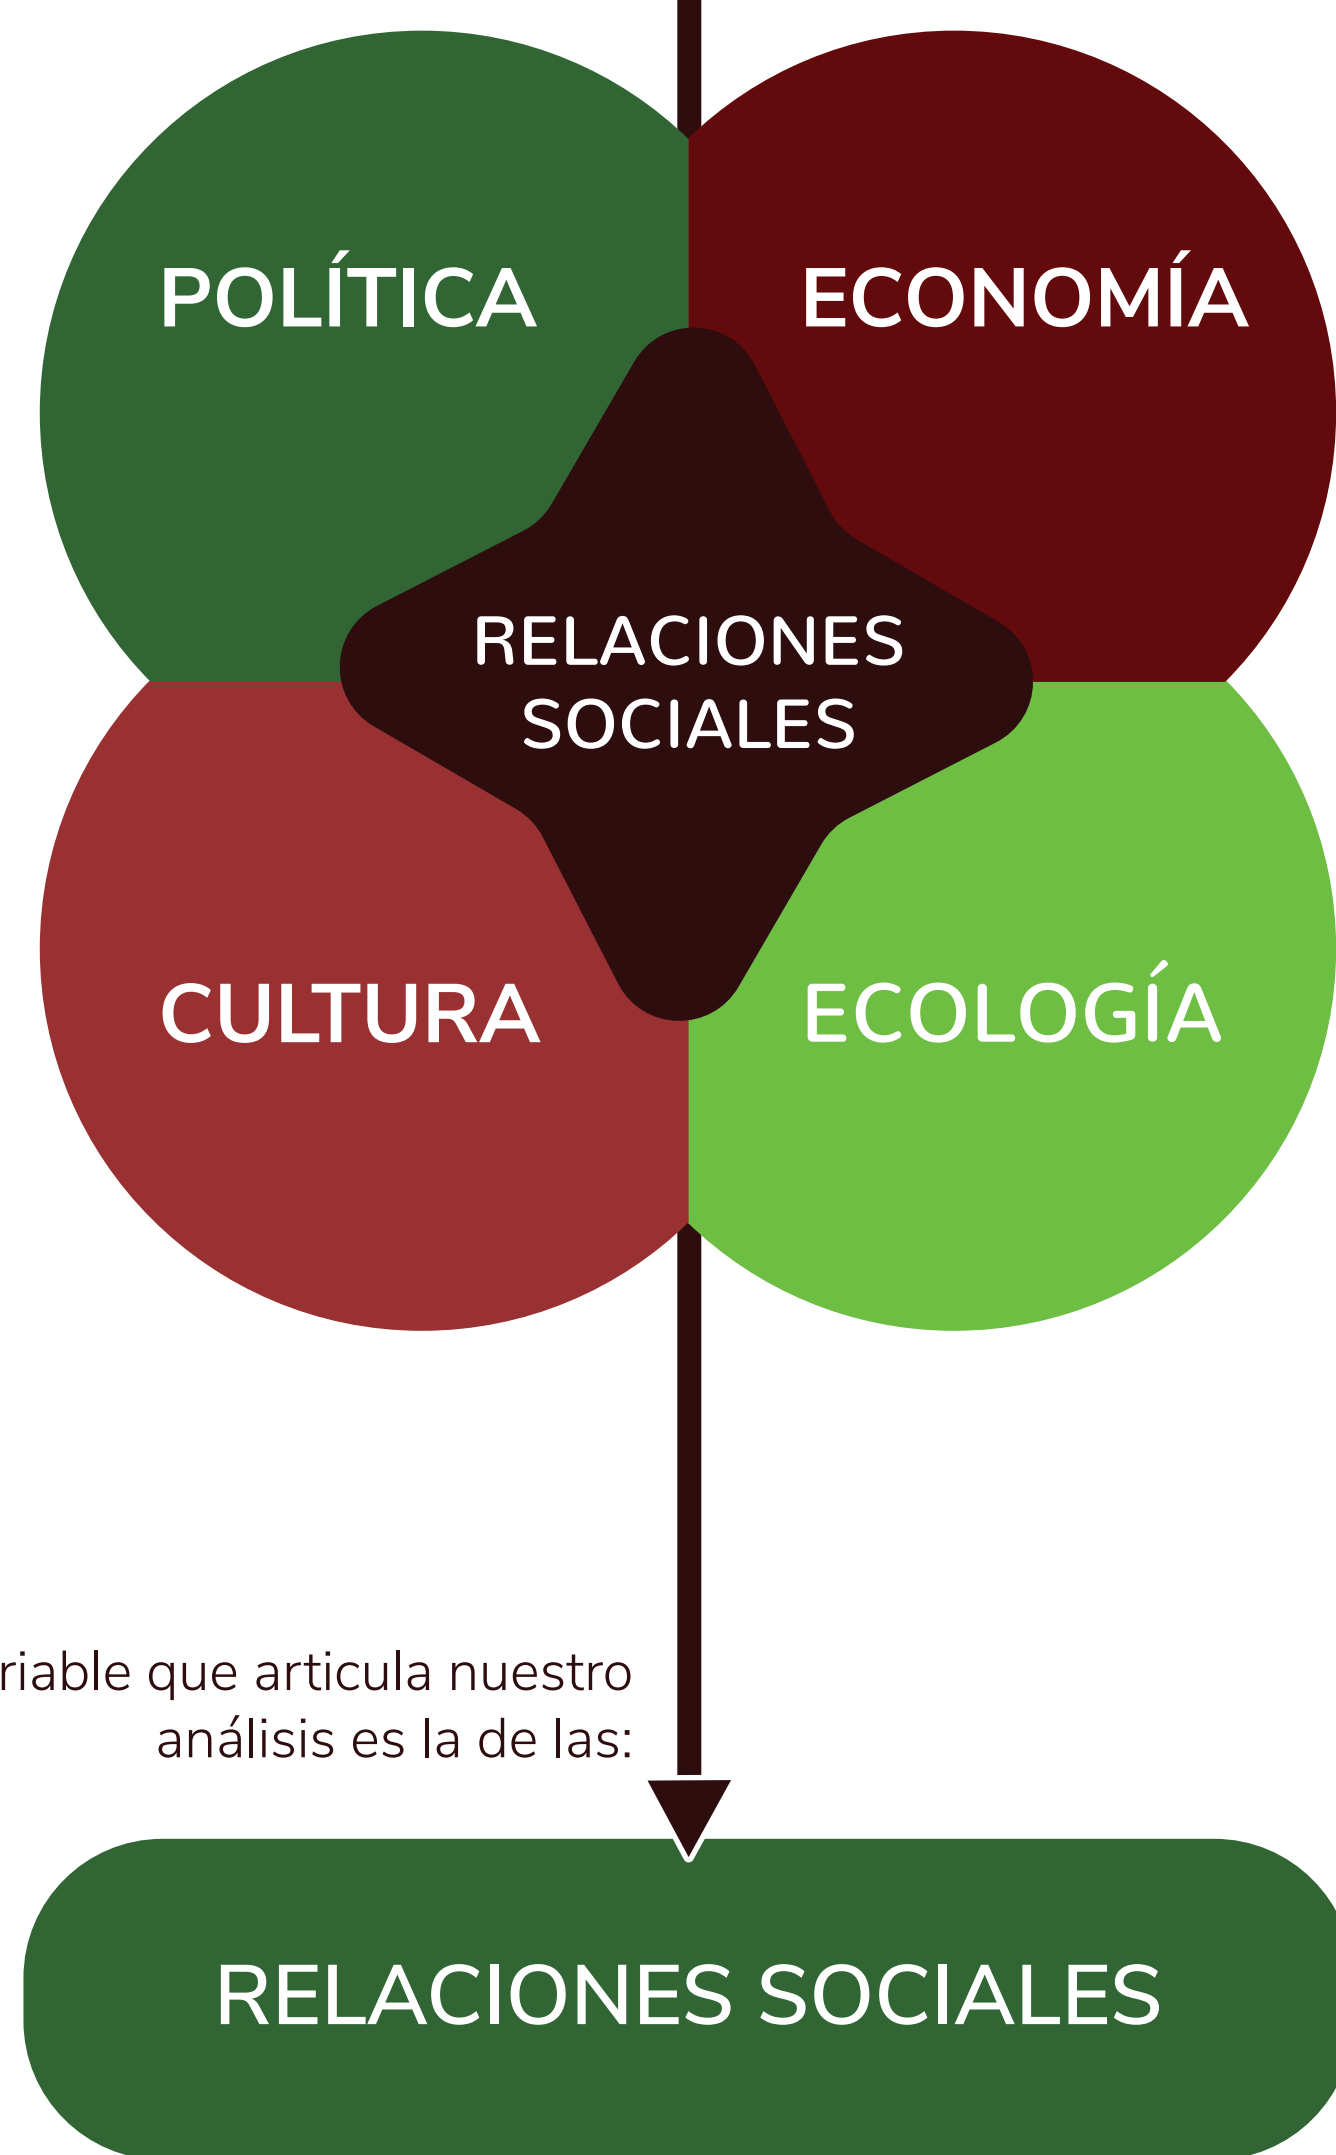 POLÍTICA
ECONOMÍA
RELACIONES
SOCIALES
CULTURA
ECOLOGÍA
riable que articula nuestro
análisis es la de las:
RELACIONES SOCIALES